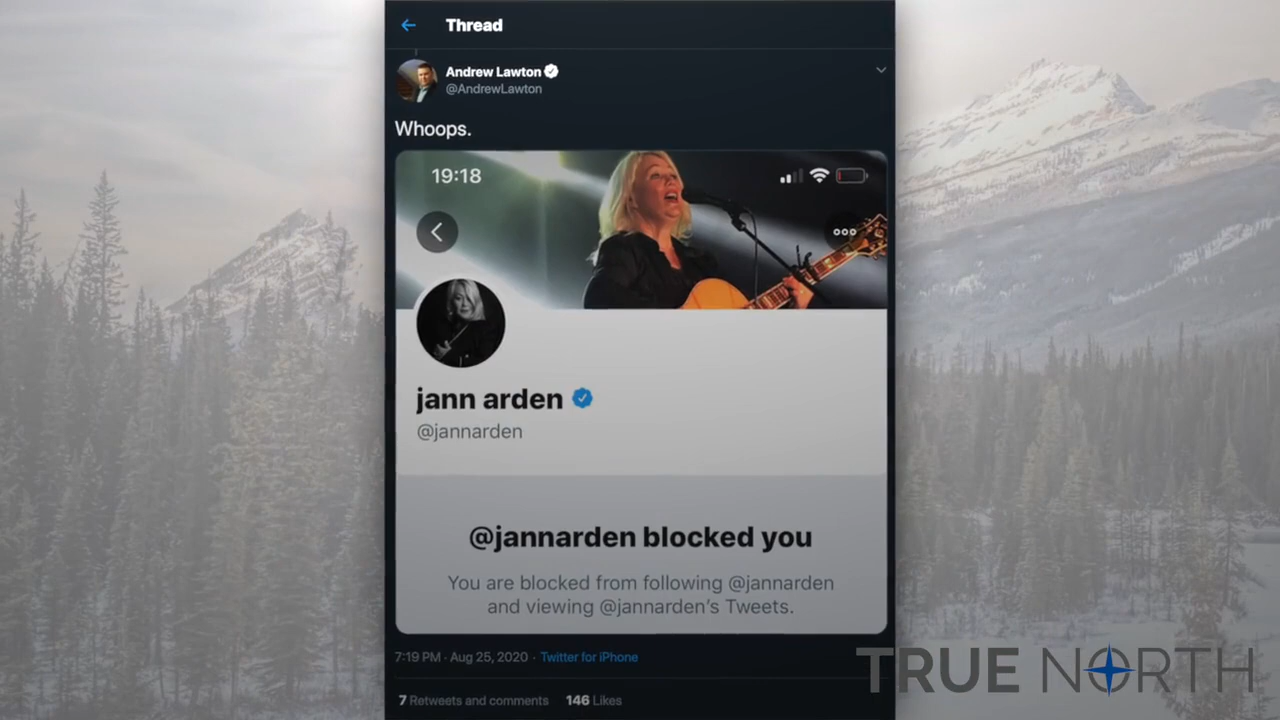 Thread
Andrew Lawton
@AndrewLawton
Whoops.
19:18
jann arden
@jannarden
@jannarden blocked you
You are blocked from following @jannarden
and viewing @jannarden's Tweets.
7:19 PM · Aug 25, 2020 · Twitter for iPhone
7 Retweets and comments 146 Likes
TRUE NORTH